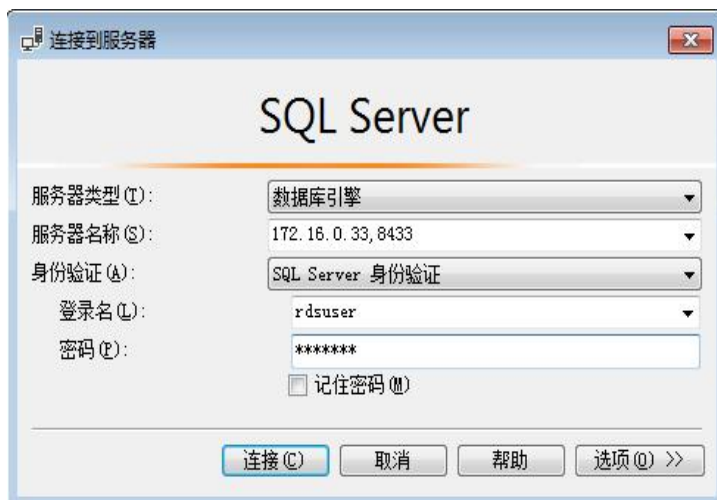 连接到服务器
SQL Server
服务器类型(T): 数据库引擎
服务器名称(S): 172.16.0.33,8433
身份验证(A): SQL Server 身份验证
登录名(L): rdsuser
密码(P): *******
记住密码(M)
连接(C) 取消 帮助 选项(O) >>